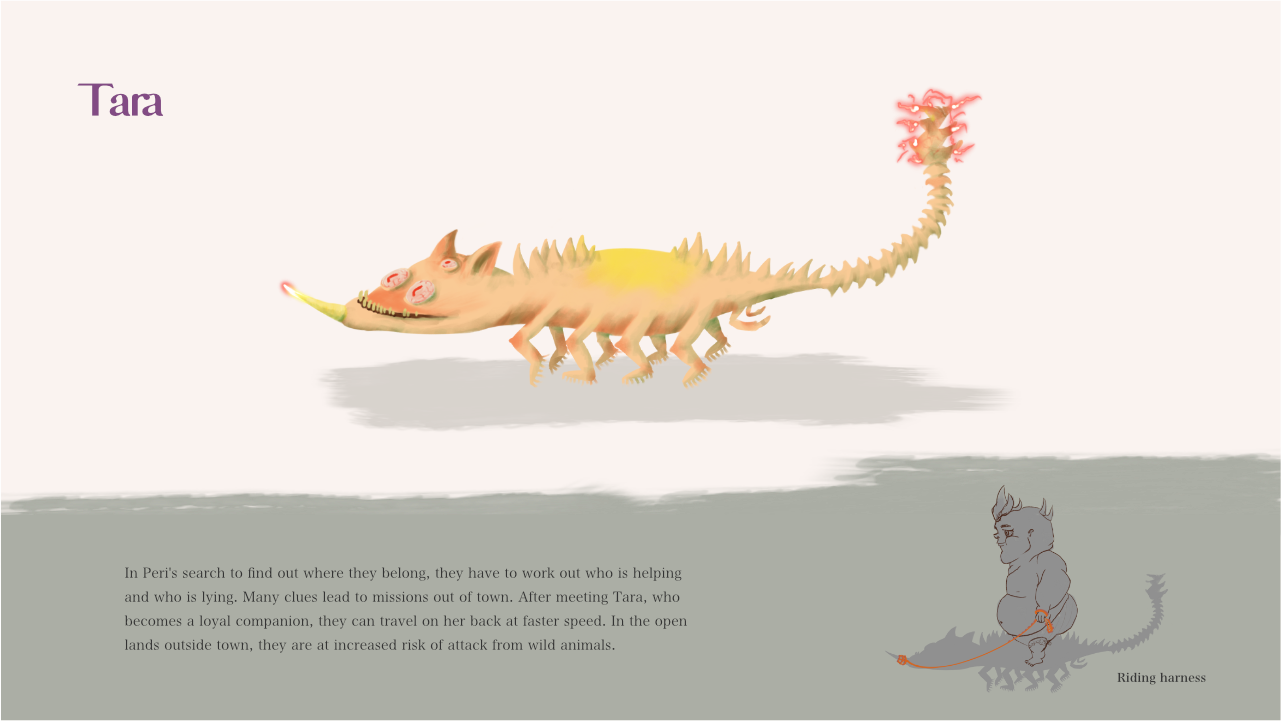 Tara
In Peri's search to find out where they belong, they have to work out who is helping
and who is lying. Many clues lead to missions out of town. After meeting Tara, who
becomes a loyal companion, they can travel on her back at faster speed. In the open
lands outside town, they are at increased risk of attack from wild animals.
Riding harness